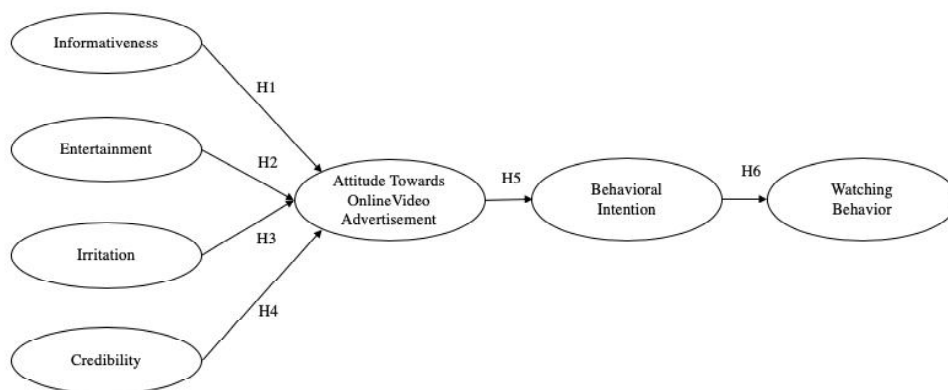 Informativeness
H1
Entertainment
H2
Attitude Towards
OnlineVideo
Advertisement
H5
Behavioral
Intention
H6
Watching
Behavior
Irritation
H3
Credibility
H4